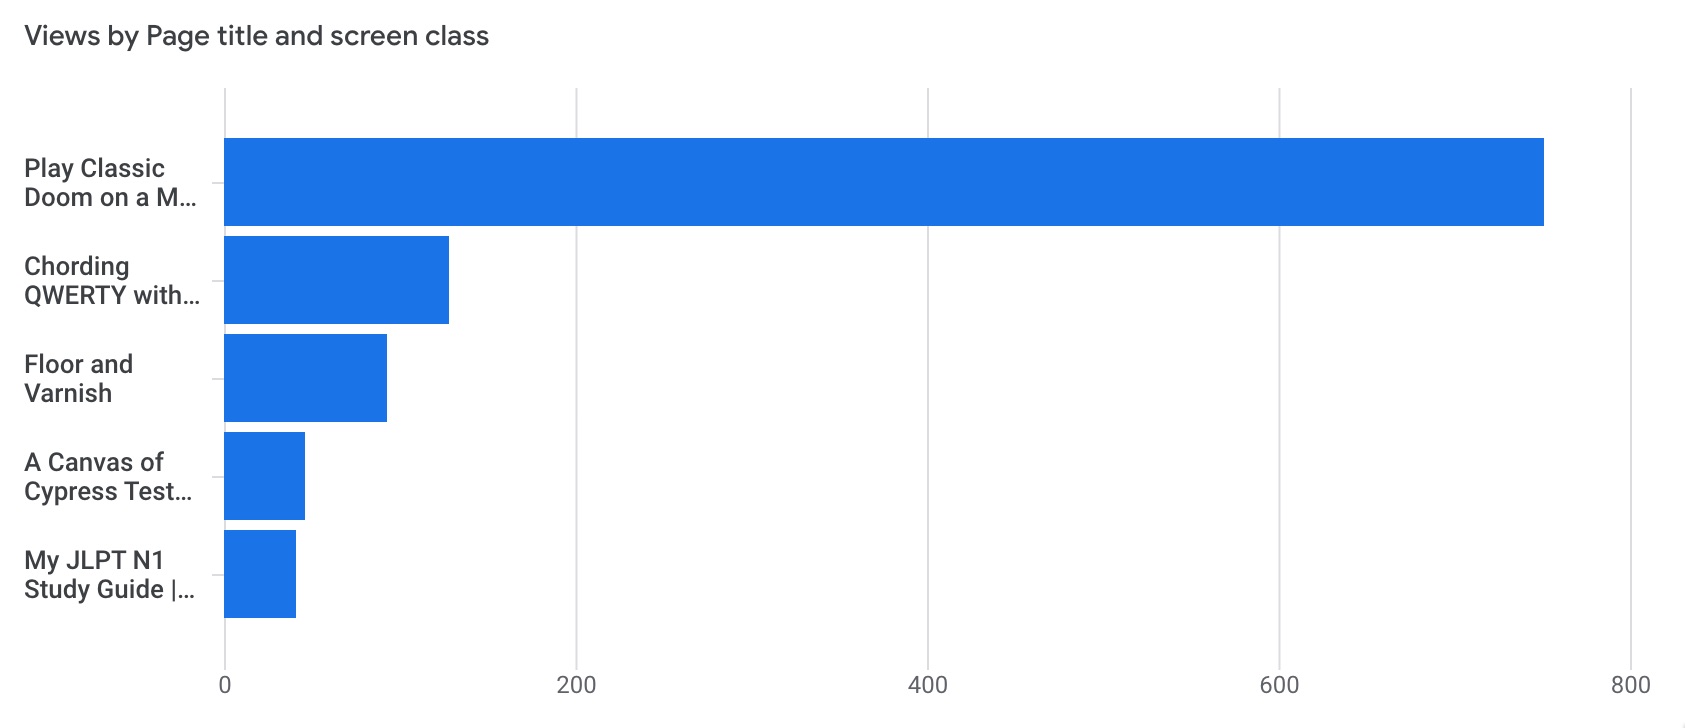 Views by Page title and screen class
Play Classic
Doom on a M...
Chording
QWERTY with...
Floor and
Varnish
A Canvas of
Cypress Test...
My JLPT N1
Study Guide |...
0 200 400 600 800